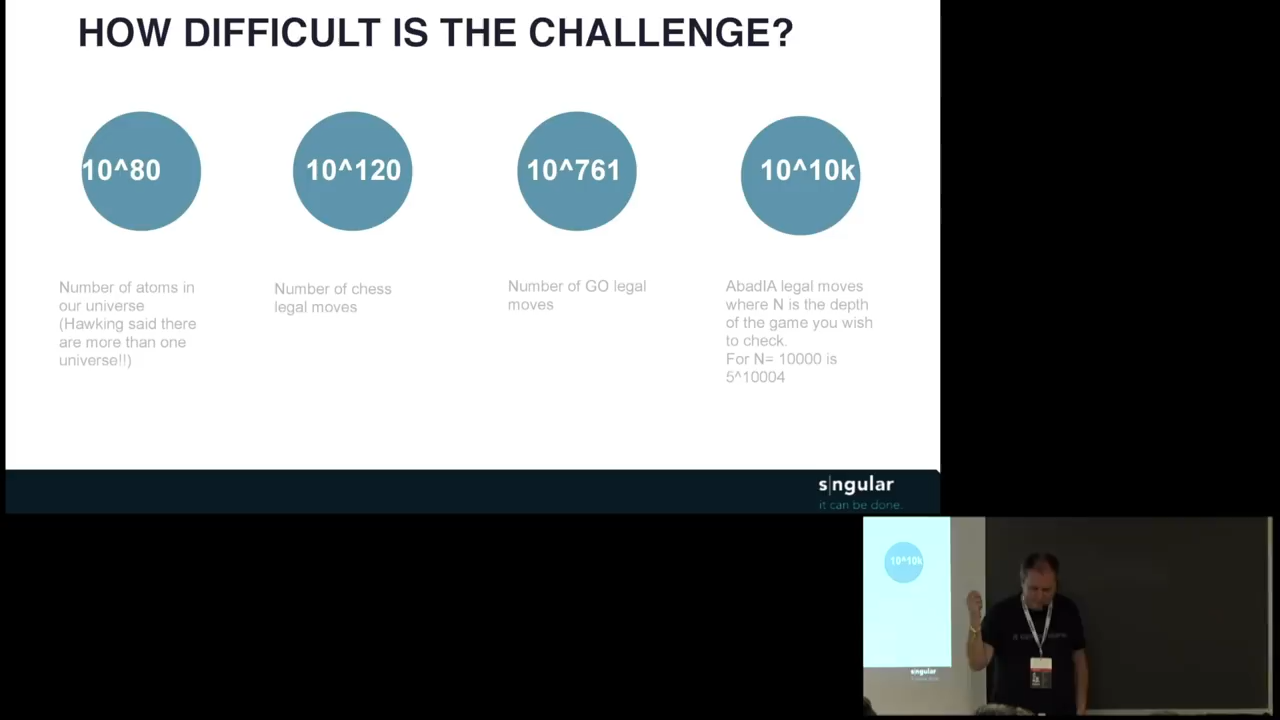 HOW DIFFICULT IS THE CHALLENGE?
10^80
10^120
10^761
10^10k
Number of atoms in
our universe
(Hawking said there
are more than one
universe!!)
Number of chess
legal moves
Number of GO legal
moves
AbadIA legal moves
where N is the depth
of the game you wish
to check.
For N= 10000 is
5^10004
s|ngular
it can be done.
10^10k
s|ngular